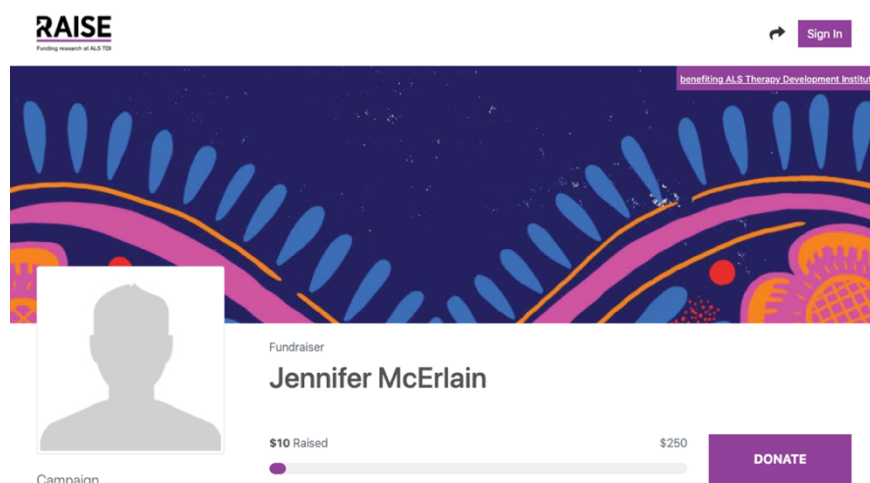 RAISE
Funding research at ALS TDI
Sign In
benefiting ALS Therapy Development Institut
Fundraiser
Jennifer McErlain
$10 Raised
$250
DONATE
Campaign